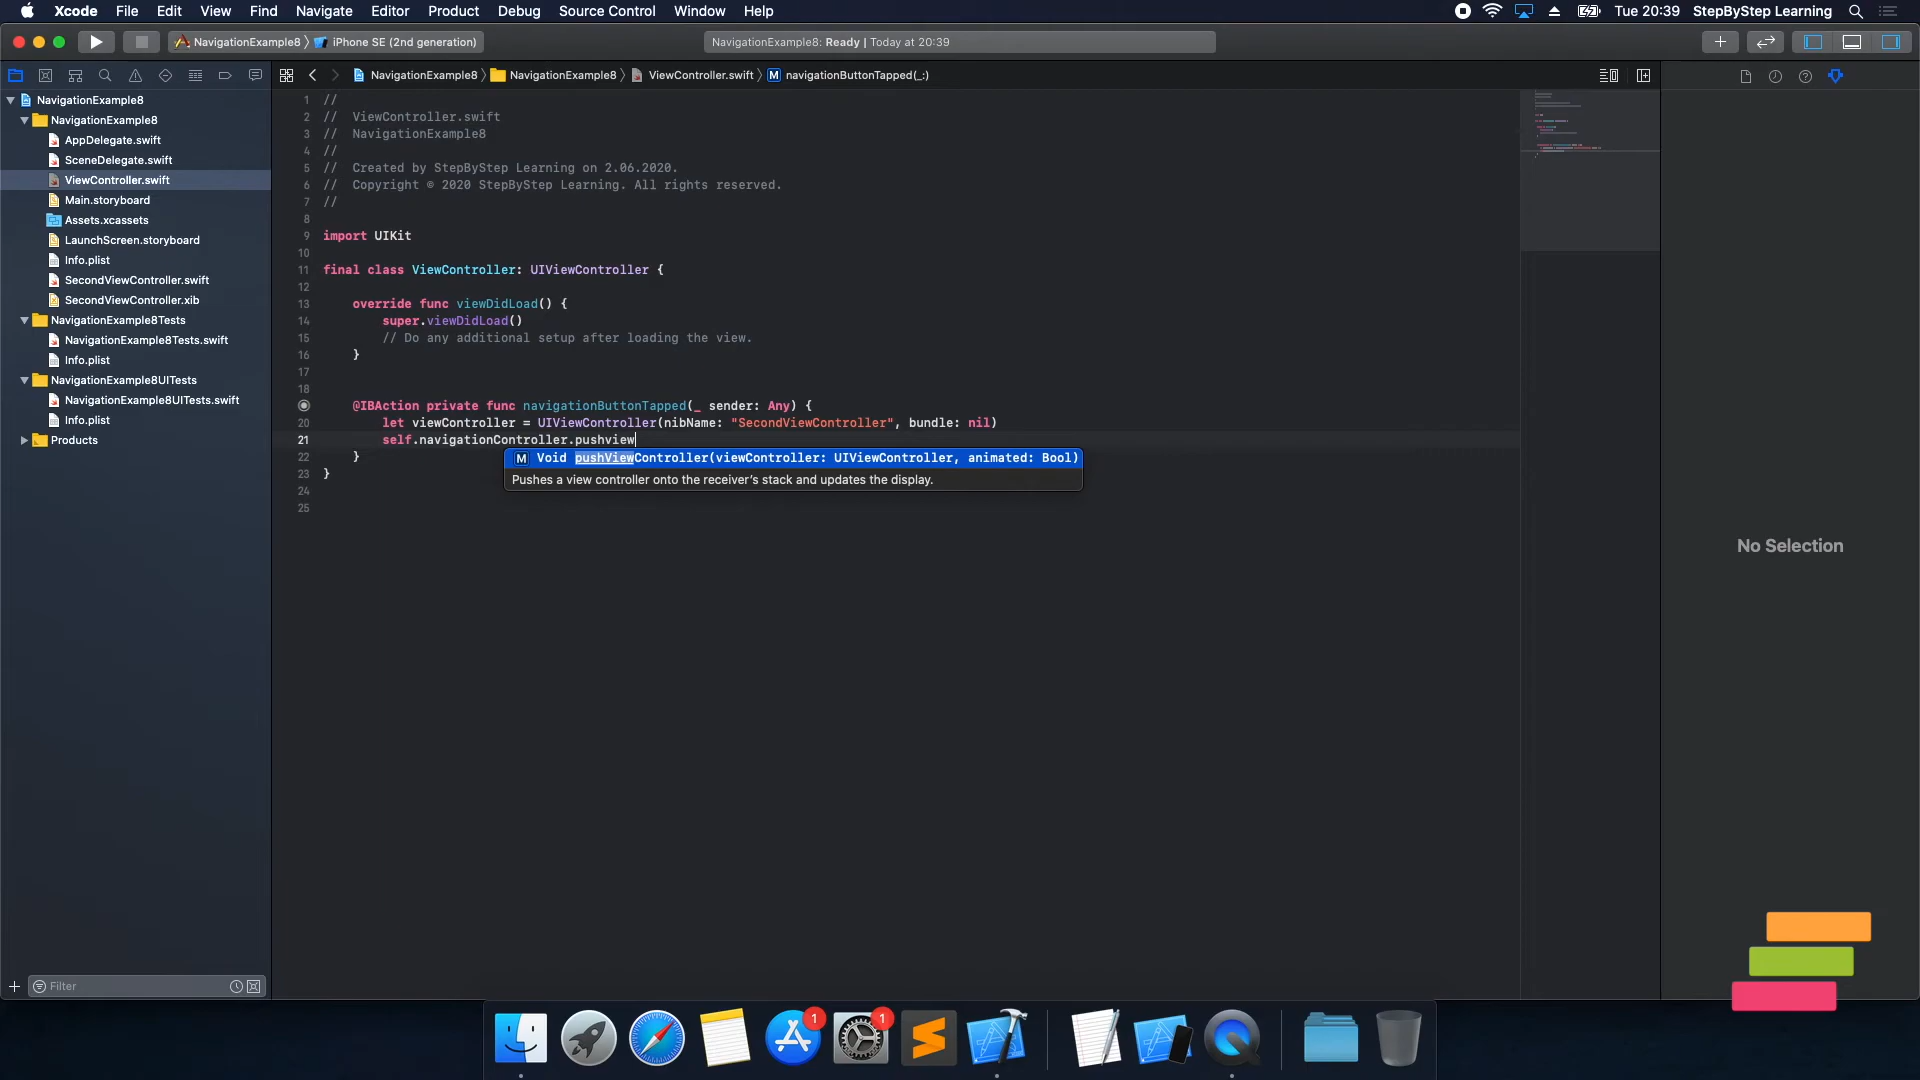 Xcode File Edit View Find Navigate Editor Product Debug Source Control Window Help Tue 20:39 StepByStep Learning
NavigationExample8 〉 iPhone SE (2nd generation) NavigationExample8: Ready | Today at 20:39
NavigationExample8 〉 NavigationExample8 〉 ViewController.swift 〉 M navigationButtonTapped(_:)
NavigationExample8
NavigationExample8
AppDelegate.swift
SceneDelegate.swift
ViewController.swift
Main.storyboard
Assets.xcassets
LaunchScreen.storyboard
Info.plist
SecondViewController.swift
SecondViewController.xib
NavigationExample8Tests
NavigationExample8Tests.swift
Info.plist
NavigationExample8UITests
NavigationExample8UITests.swift
Info.plist
Products
Filter
1 //
2 // ViewController.swift
3 // NavigationExample8
4 //
5 // Created by StepByStep Learning on 2.06.2020.
6 // Copyright © 2020 StepByStep Learning. All rights reserved.
7 //
8
9 import UIKit
10
11 final class ViewController: UIViewController {
12
13 override func viewDidLoad() {
14 super.viewDidLoad()
15 // Do any additional setup after loading the view.
16 }
17
18
@IBAction private func navigationButtonTapped(_ sender: Any) {
20 let viewController = UIViewController(nibName: "SecondViewController", bundle: nil)
21 self.navigationController.pushview
22 }
23 }
24
25
M Void pushViewController(viewController: UIViewController, animated: Bool)
Pushes a view controller onto the receiver's stack and updates the display.
No Selection
1
1